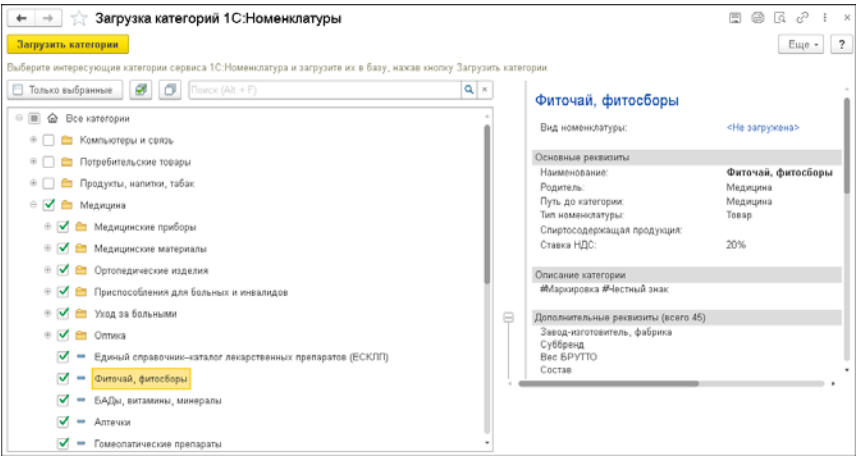 Загрузка категорий 1С:Номенклатуры
Загрузить категории
Еще
?
Выберите интересующие категории сервиса 1С:Номенклатура и загрузите их в базу, нажав кнопку Загрузить категории
Только выбранные
Поиск (Alt + F)
Все категории
Компьютеры и связь
Потребительские товары
Продукты, напитки, табак
Медицина
Медицинские приборы
Медицинские материалы
Ортопедические изделия
Приспособления для больных и инвалидов
Уход за больными
Оптика
Единый справочник-каталог лекарственных препаратов (ЕСКЛП)
Фиточай, фитосборы
БАДы, витамины, минералы
Аптечки
Гомеопатические препараты
Фиточай, фитосборы
Вид номенклатуры: <Не загружена>
Основные реквизиты
Наименование: Фиточай, фитосборы
Родитель: Медицина
Путь до категории: Медицина
Тип номенклатуры: Товар
Спиртосодержащая продукция:
Ставка НДС: 20%
Описание категории
#Маркировка #Честный знак
Дополнительные реквизиты (всего 45)
Завод-изготовитель, фабрика
Суббренд
Вес БРУТТО
Состав